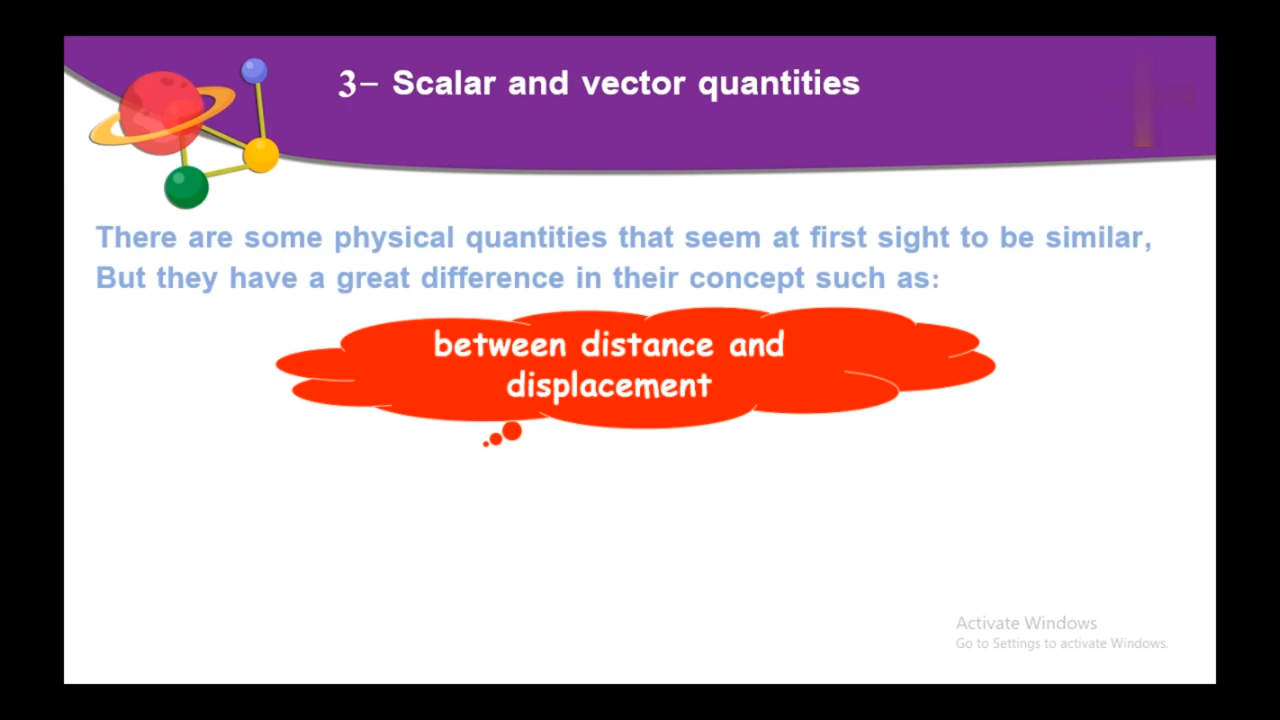 3- Scalar and vector quantities
There are some physical quantities that seem at first sight to be similar,
But they have a great difference in their concept such as:
between distance and
displacement
Activate Windows
Go to Settings to activate Windows.